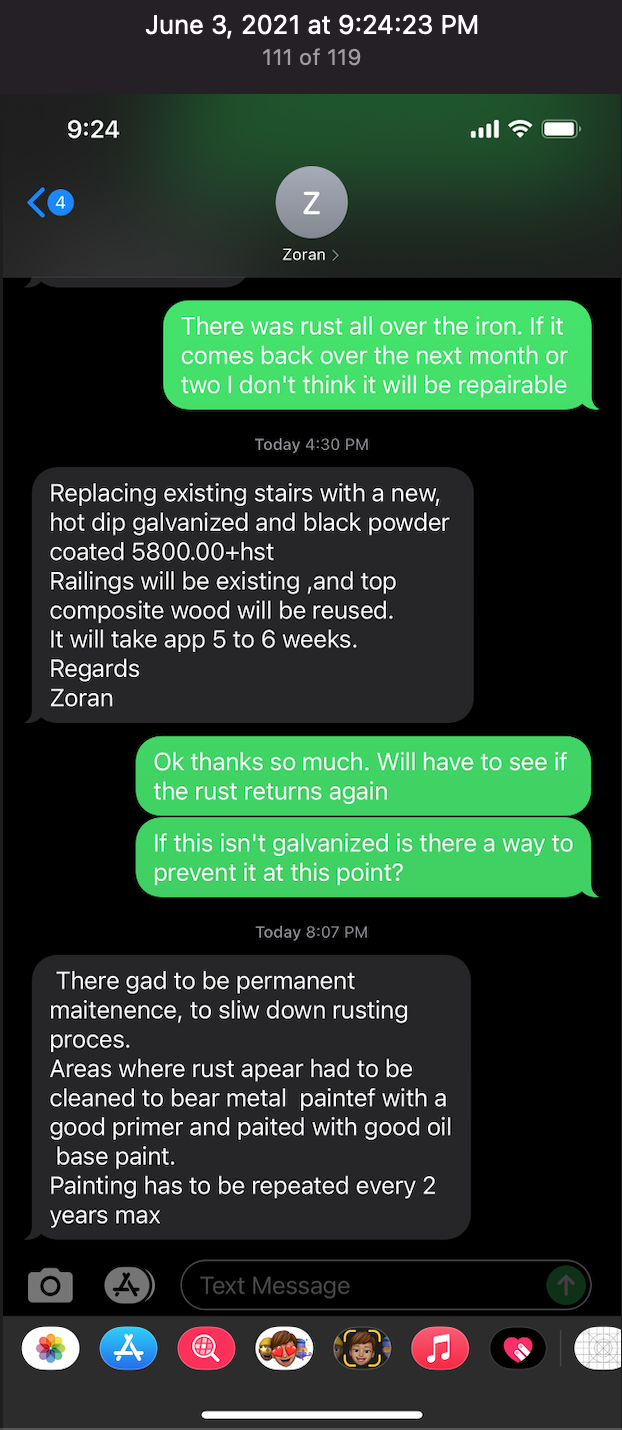 June 3, 2021 at 9:24:23 PM
111 of 119
9:24
4
Z
Zoran
There was rust all over the iron. If it
comes back over the next month or
two I don't think it will be repairable
Today 4:30 PM
Replacing existing stairs with a new,
hot dip galvanized and black powder
coated 5800.00+hst
Railings will be existing ,and top
composite wood will be reused.
It will take app 5 to 6 weeks.
Regards
Zoran
Ok thanks so much. Will have to see if
the rust returns again
If this isn't galvanized is there a way to
prevent it at this point?
Today 8:07 PM
There gad to be permanent
maitenence, to sliw down rusting
proces.
Areas where rust apear had to be
cleaned to bear metal  paintef with a
good primer and paited with good oil
base paint.
Painting has to be repeated every 2
years max
Text Message